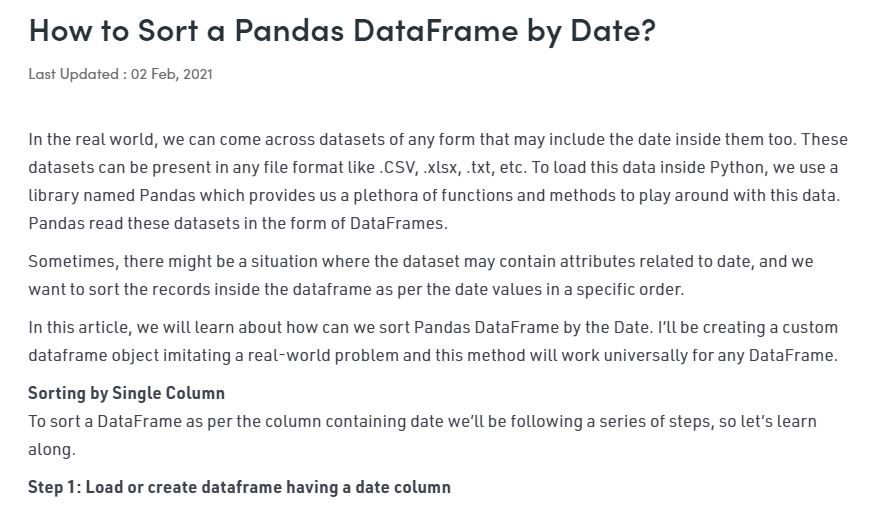 How to Sort a Pandas DataFrame by Date?
Last Updated : 02 Feb, 2021
In the real world, we can come across datasets of any form that may include the date inside them too. These
datasets can be present in any file format like .CSV, .xlsx, .txt, etc. To load this data inside Python, we use a
library named Pandas which provides us a plethora of functions and methods to play around with this data.
Pandas read these datasets in the form of DataFrames.
Sometimes, there might be a situation where the dataset may contain attributes related to date, and we
want to sort the records inside the dataframe as per the date values in a specific order.
In this article, we will learn about how can we sort Pandas DataFrame by the Date. I’ll be creating a custom
dataframe object imitating a real-world problem and this method will work universally for any DataFrame.
Sorting by Single Column
To sort a DataFrame as per the column containing date we’ll be following a series of steps, so let’s learn
along.
Step 1: Load or create dataframe having a date column